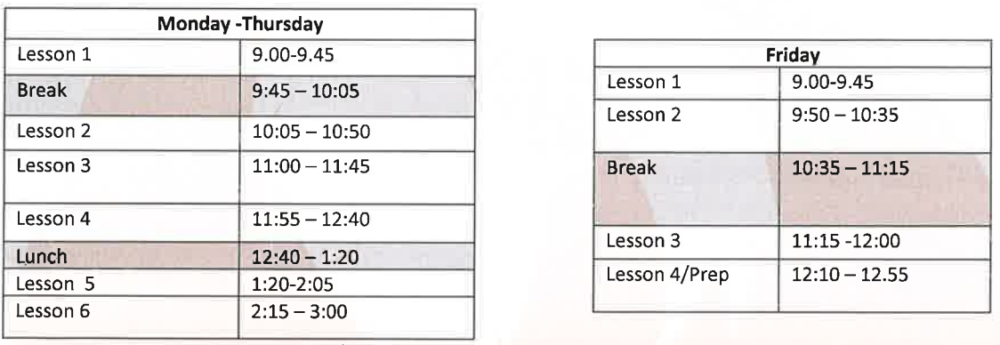 Monday -Thursday
Lesson 1 9.00-9.45
Break 9:45 – 10:05
Lesson 2 10:05 – 10:50
Lesson 3 11:00 – 11:45
Lesson 4 11:55 – 12:40
Lunch 12:40 – 1:20
Lesson 5 1:20-2:05
Lesson 6 2:15 – 3:00
Friday
Lesson 1 9.00-9.45
Lesson 2 9:50 – 10:35
Break 10:35 – 11:15
Lesson 3 11:15 -12:00
Lesson 4/Prep 12:10 – 12.55